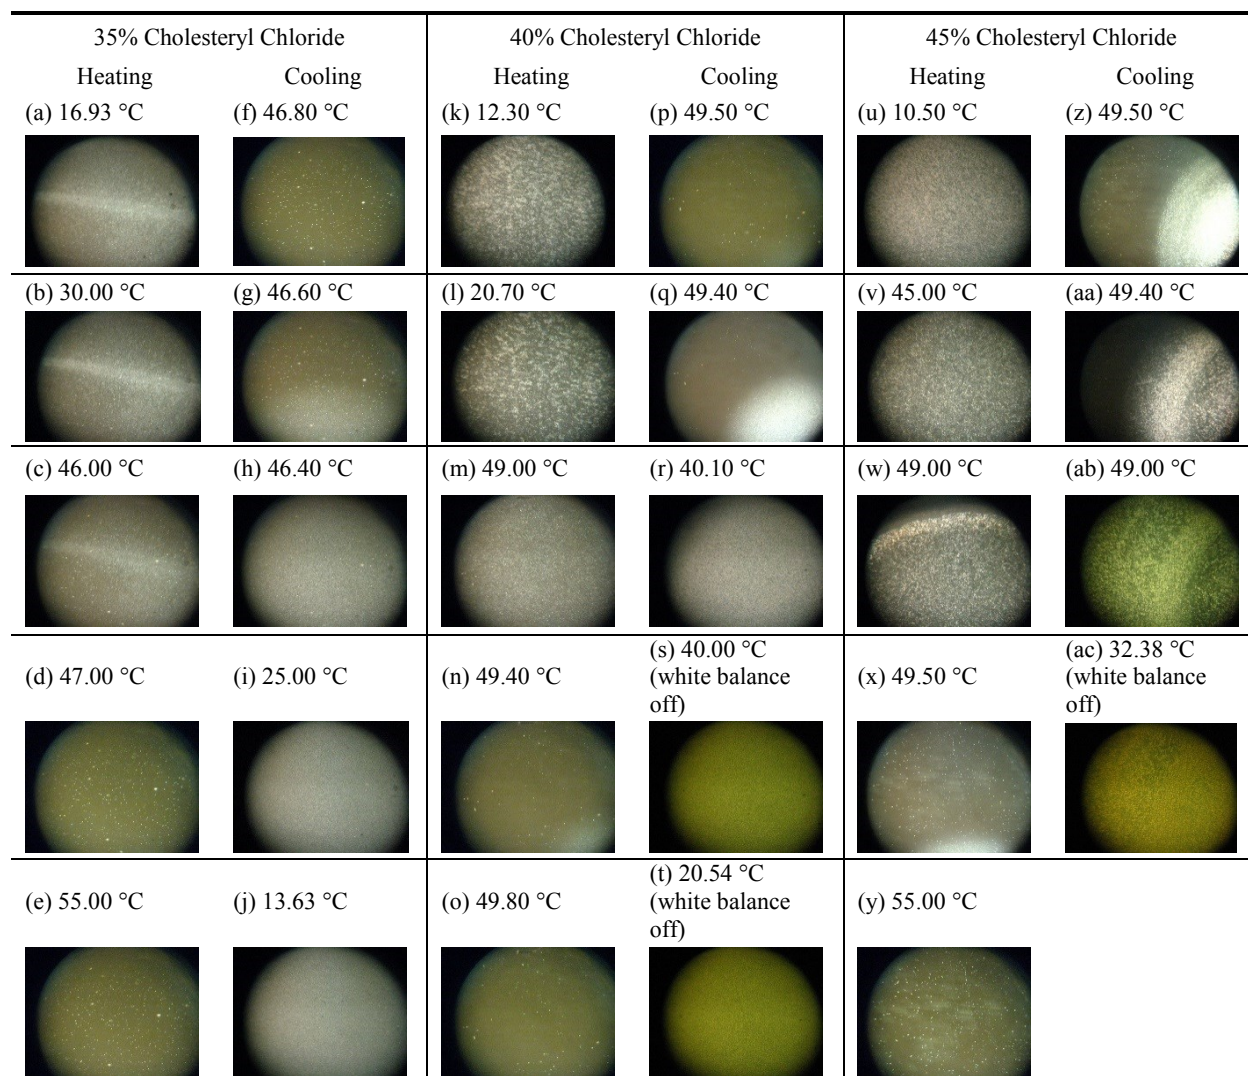 35% Cholesteryl Chloride 40% Cholesteryl Chloride 45% Cholesteryl Chloride
Heating Cooling Heating Cooling Heating Cooling
(a) 16.93 °C (f) 46.80 °C (k) 12.30 °C (p) 49.50 °C (u) 10.50 °C (z) 49.50 °C
(b) 30.00 °C (g) 46.60 °C (l) 20.70 °C (q) 49.40 °C (v) 45.00 °C (aa) 49.40 °C
(c) 46.00 °C (h) 46.40 °C (m) 49.00 °C (r) 40.10 °C (w) 49.00 °C (ab) 49.00 °C
(d) 47.00 °C (i) 25.00 °C (n) 49.40 °C (s) 40.00 °C
(white balance
off) (x) 49.50 °C (ac) 32.38 °C
(white balance
off)
(e) 55.00 °C (j) 13.63 °C (o) 49.80 °C (t) 20.54 °C
(white balance
off) (y) 55.00 °C